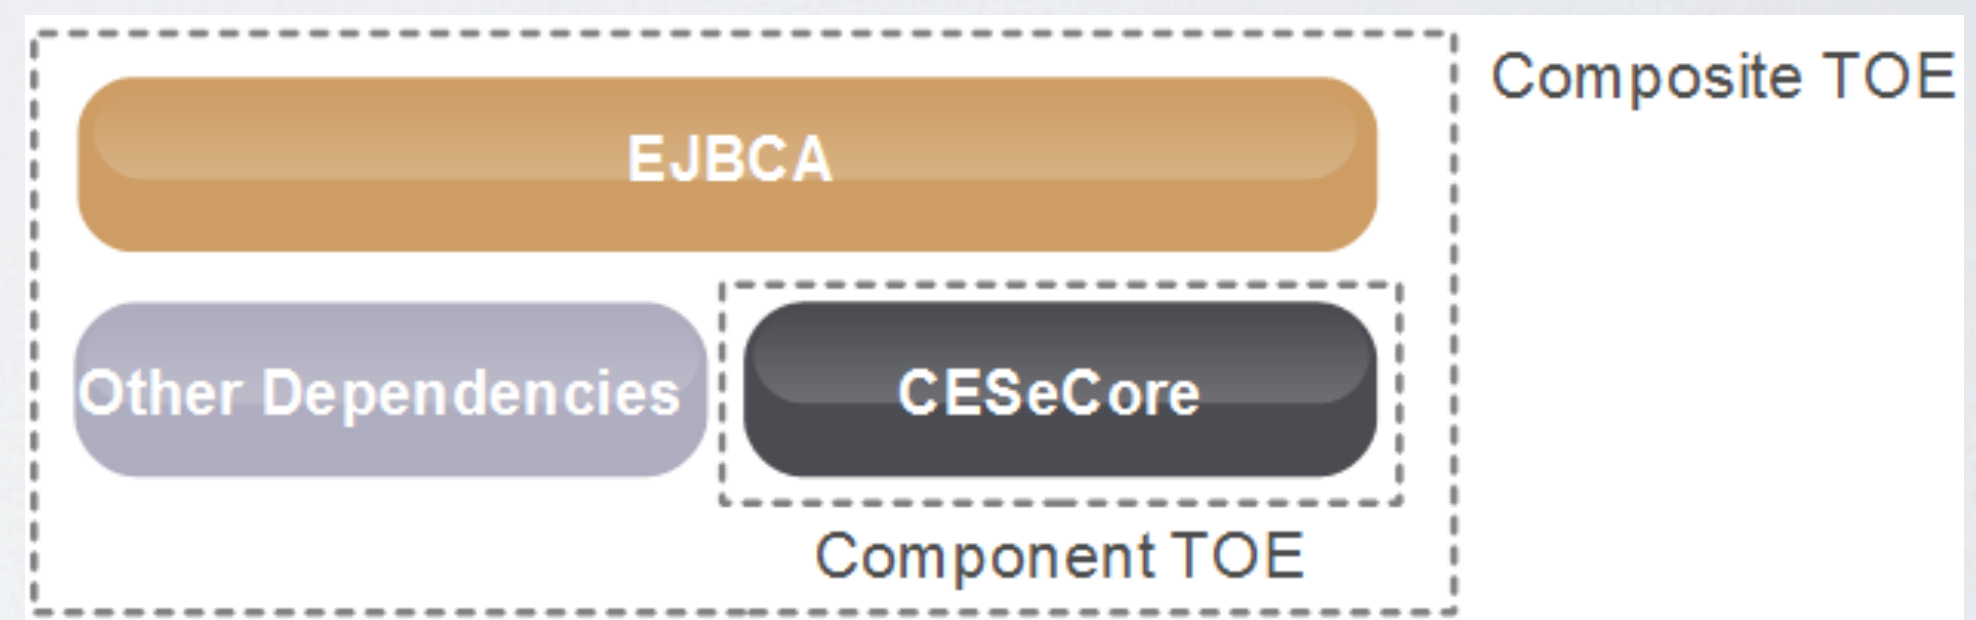 Composite TOE
EJBCA
Other Dependencies
CESeCore
Component TOE